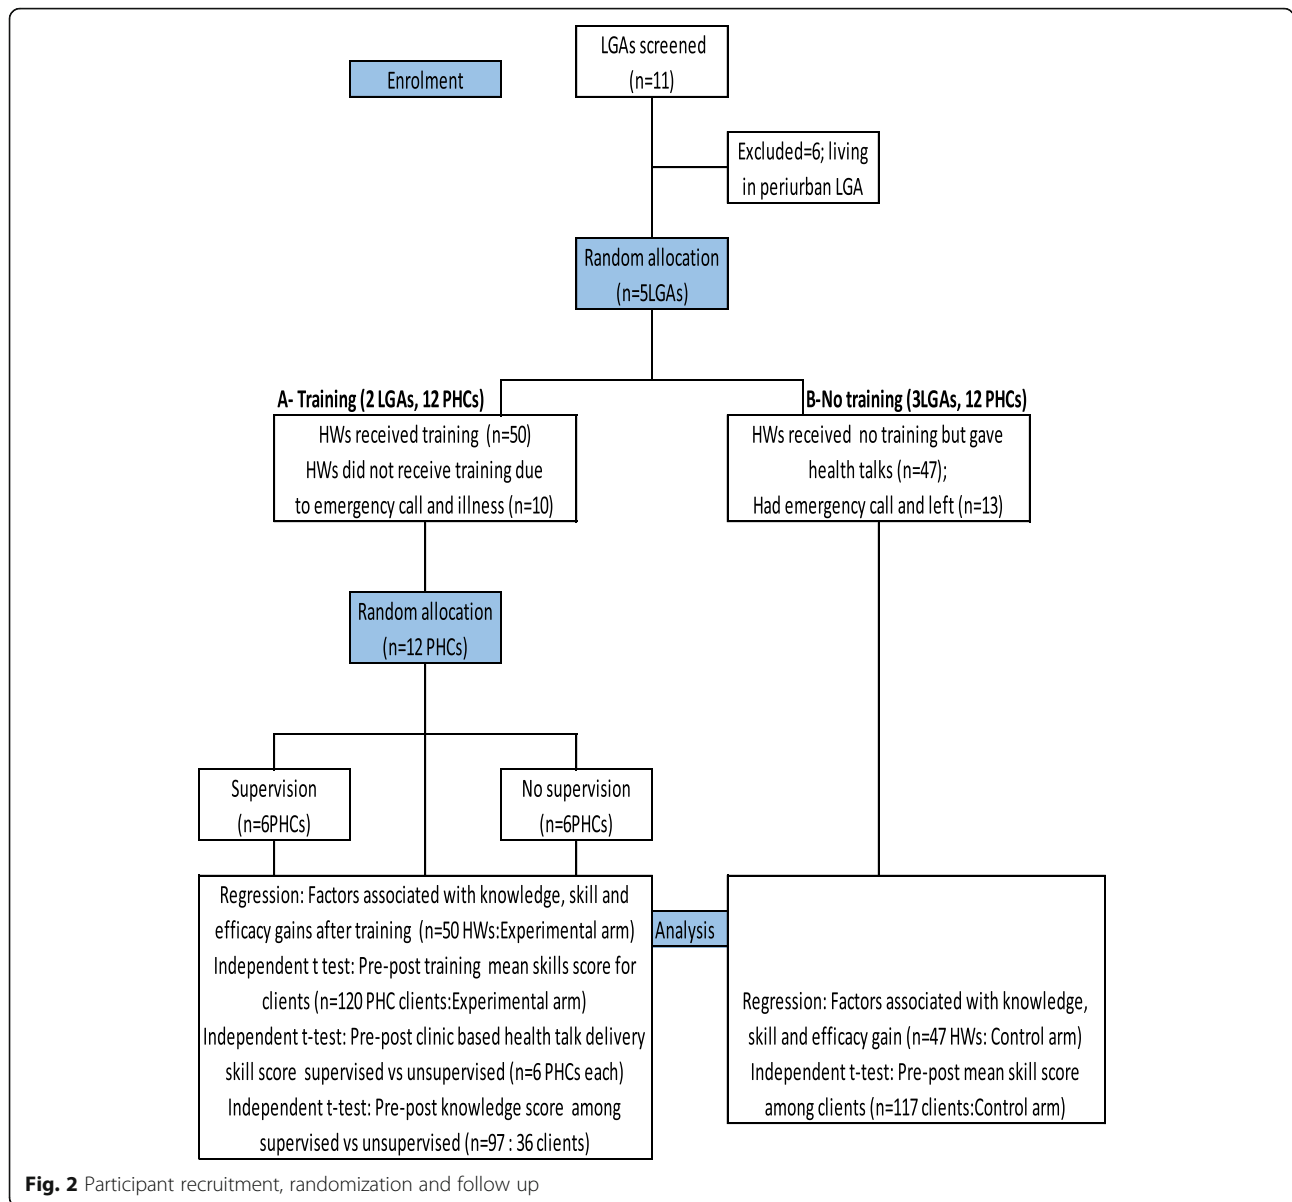 LGAs screened
(n=11)
Enrolment
Excluded=6; living
in periurban LGA
Random allocation
(n=5LGAs)
A- Training (2 LGAs, 12 PHCs)
HWs received training (n=50)
HWs did not receive training due
to emergency call and illness (n=10)
B-No training (3LGAs, 12 PHCs)
HWs received no training but gave
health talks (n=47);
Had emergency call and left (n=13)
Random allocation
(n=12 PHCs)
Supervision
(n=6PHCs)
No supervision
(n=6PHCs)
Regression: Factors associated with knowledge, skill and
efficacy gains after training (n=50 HWs:Experimental arm)
Independent t test: Pre-post training mean skills score for
clients (n=120 PHC clients:Experimental arm)
Independent t-test: Pre-post clinic based health talk delivery
skill score supervised vs unsupervised (n=6 PHCs each)
Independent t-test: Pre-post knowledge score among
supervised vs unsupervised (n=97 : 36 clients)
Analysis
Regression: Factors associated with knowledge,
skill and efficacy gain (n=47 HWs: Control arm)
Independent t-test: Pre-post mean skill score
among clients (n=117 clients:Control arm)
Fig. 2 Participant recruitment, randomization and follow up